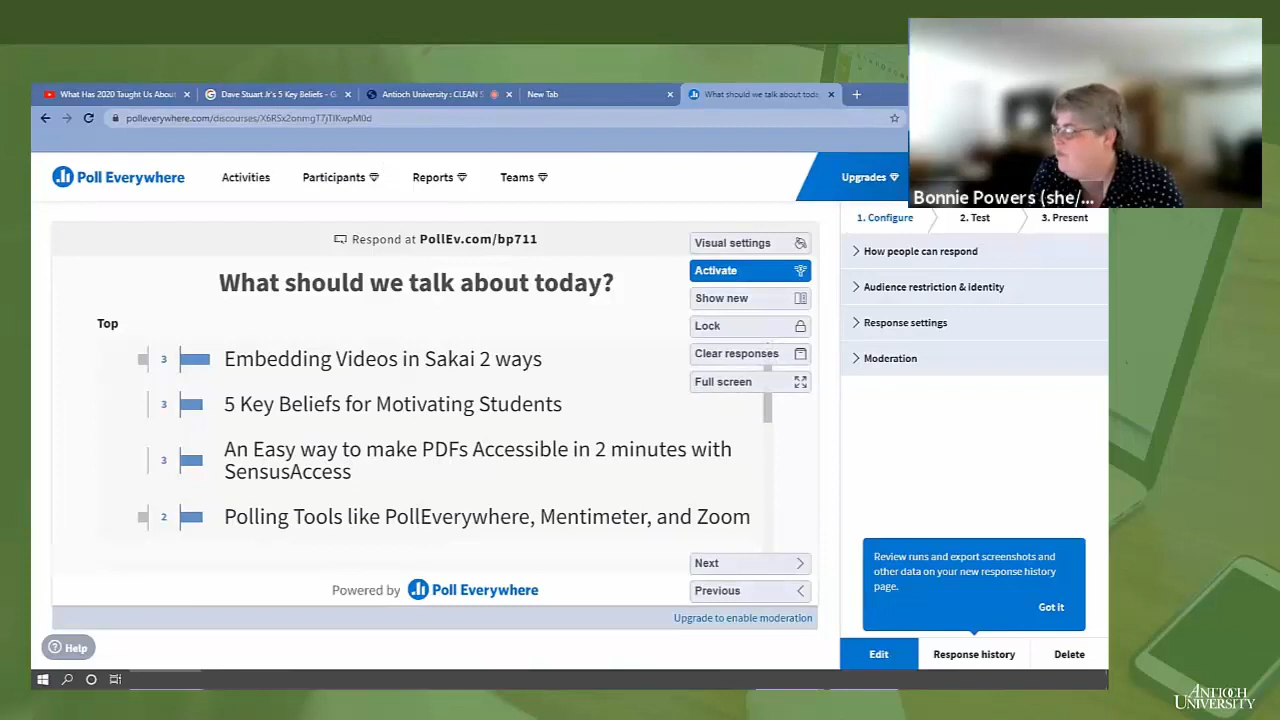 What Has 2020 Taught Us About
Dave Stuart Jr's 5 Key Beliefs - G
Antioch University : CLEAN S
New Tab
What should we talk about toda
polleverywhere.com/discourses/X6RSx2onmgT7jTlKwpM0d
Poll Everywhere
Activities
Participants
Reports
Teams
Upgrades
Bonnie Powers (she/...
1. Configure
2. Test
3. Present
Respond at PollEv.com/bp711
What should we talk about today?
Top
3 Embedding Videos in Sakai 2 ways
3 5 Key Beliefs for Motivating Students
3 An Easy way to make PDFs Accessible in 2 minutes with
SensusAccess
2 Polling Tools like PollEverywhere, Mentimeter, and Zoom
Visual settings
Activate
Show new
Lock
Clear responses
Full screen
Next
Previous
Powered by Poll Everywhere
Upgrade to enable moderation
How people can respond
Audience restriction & identity
Response settings
Moderation
Review runs and export screenshots and
other data on your new response history
page.
Got it
Help
Edit
Response history
Delete
ANTIOCH
UNIVERSITY